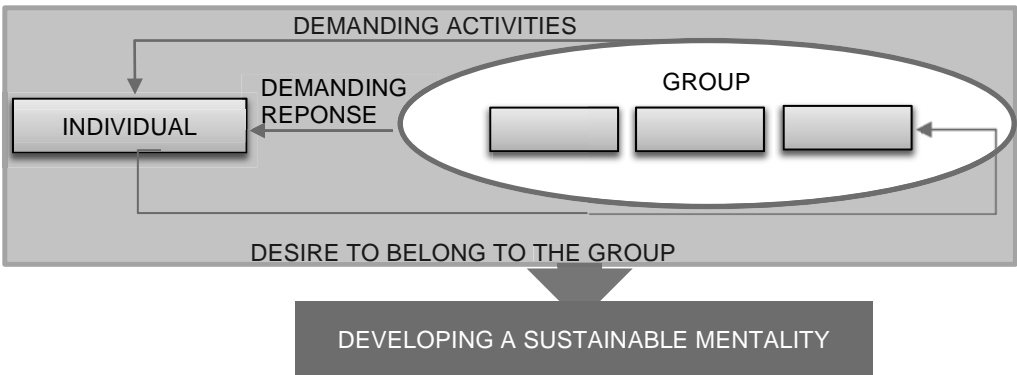 DEMANDING ACTIVITIES
GROUP
DEMANDING
REPONSE
INDIVIDUAL
DESIRE TO BELONG TO THE GROUP
DEVELOPING A SUSTAINABLE MENTALITY